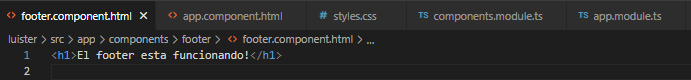 <> footer.component.html × <> app.component.html # styles.css TS components.module.ts TS app.module.ts
luister > src > app > components > footer > <> footer.component.html > ...
1 <h1>El footer esta funcionando!</h1>
2